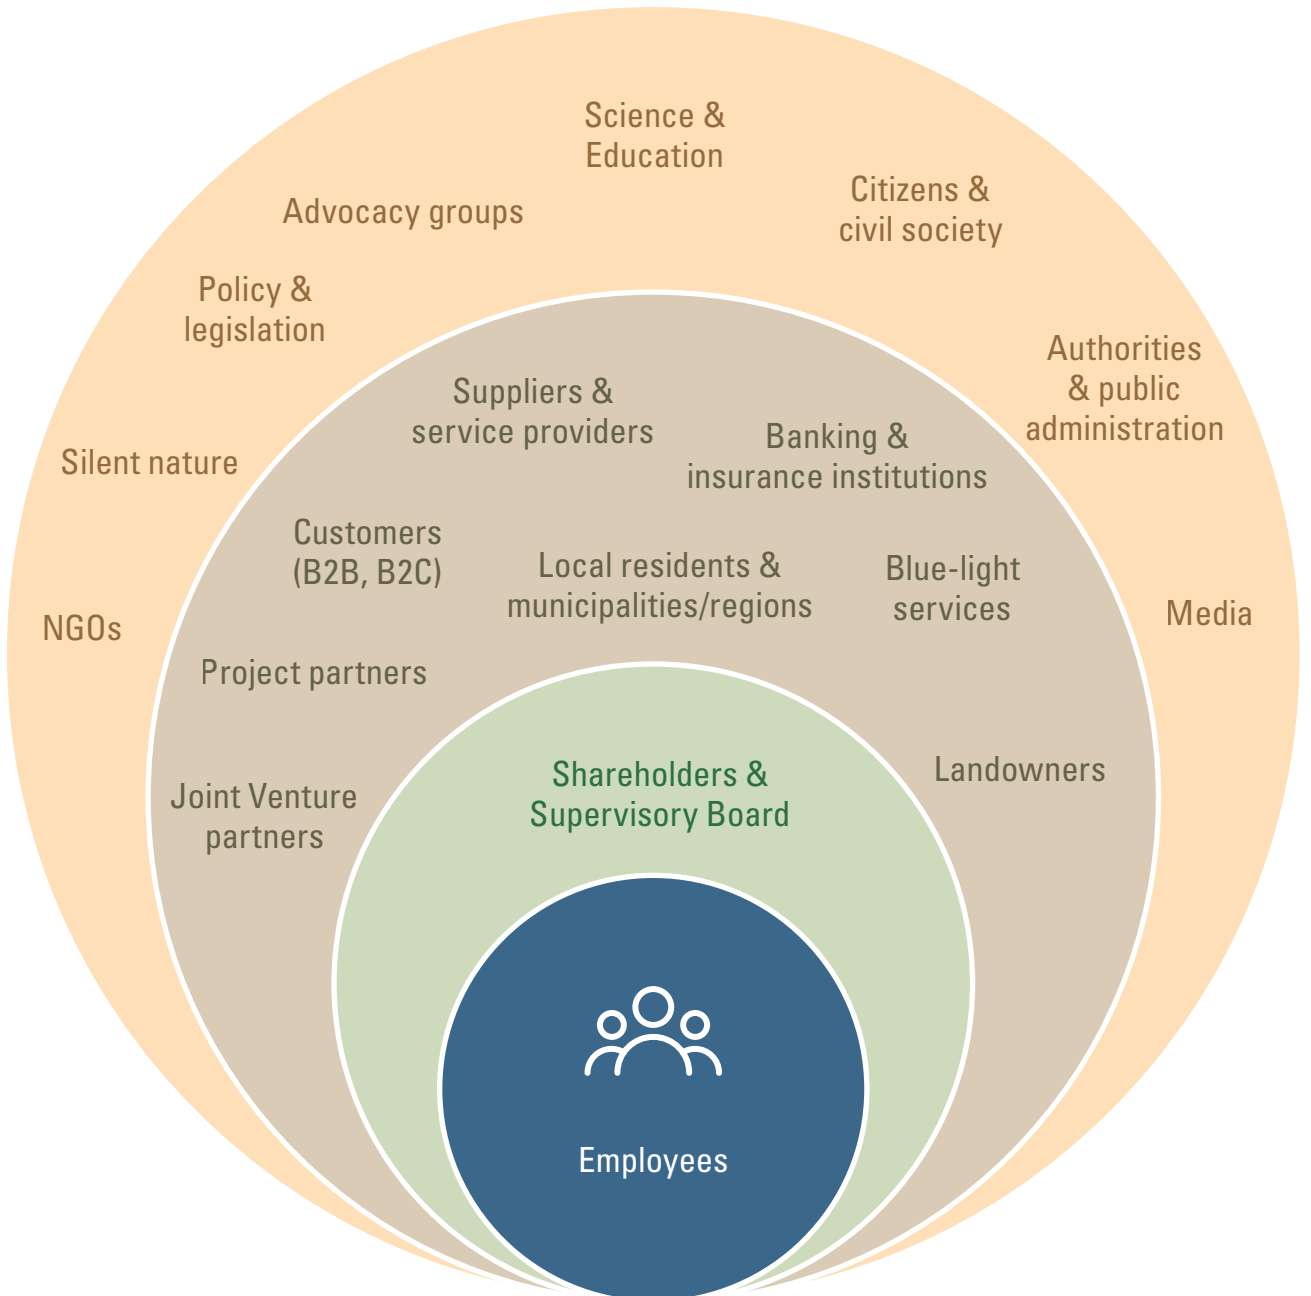 Science &
Education
Citizens &
civil society
Advocacy groups
Policy &
legislation
Authorities
& public
administration
Silent nature
NGOs
Media
Suppliers &
service providers
Banking &
insurance institutions
Customers
(B2B, B2C)
Local residents &
municipalities/regions
Blue-light
services
Project partners
Joint Venture
partners
Landowners
Shareholders &
Supervisory Board
Employees